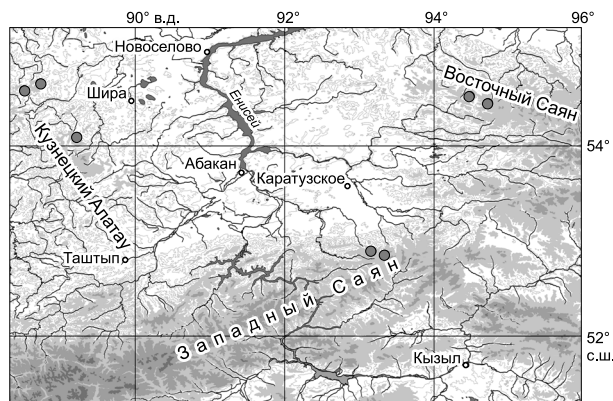 90° в.д.
92°
94°
96°
Новоселово
Шира
Енисей
Восточный Саян
Кузнецкий Алатау
54°
Абакан
Каратузское
Таштып
Западный Саян
52°
с.ш.
Кызыл